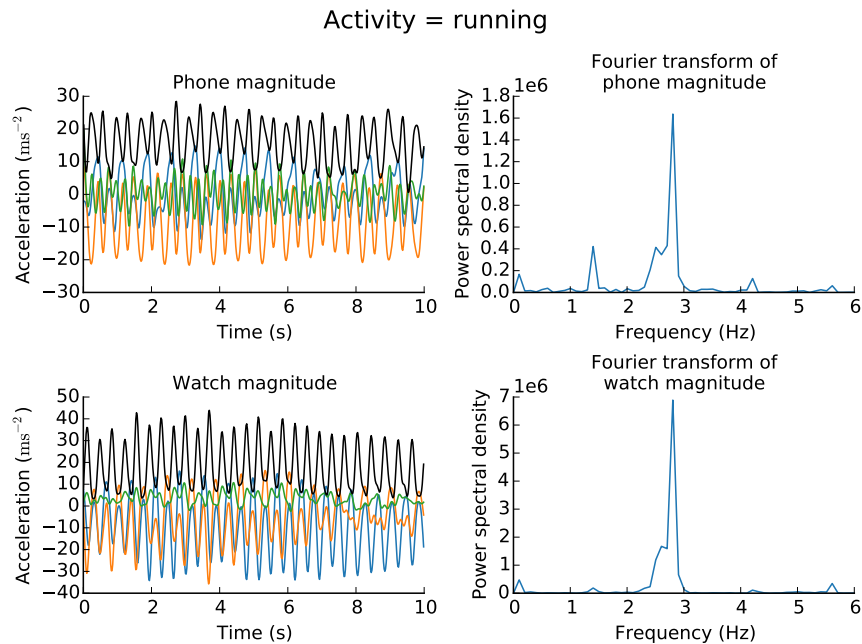 Activity = running
Phone magnitude
30
20
10
0
−10
−20
−30
Acceleration (ms⁻²)
0 2 4 6 8 10
Time (s)
Fourier transform of
phone magnitude
1e6
1.8
1.6
1.4
1.2
1.0
0.8
0.6
0.4
0.2
0.0
Power spectral density
0 1 2 3 4 5 6
Frequency (Hz)
Watch magnitude
50
40
30
20
10
0
−10
−20
−30
−40
Acceleration (ms⁻²)
0 2 4 6 8 10
Time (s)
Fourier transform of
watch magnitude
1e6
7
6
5
4
3
2
1
0
Power spectral density
0 1 2 3 4 5 6
Frequency (Hz)